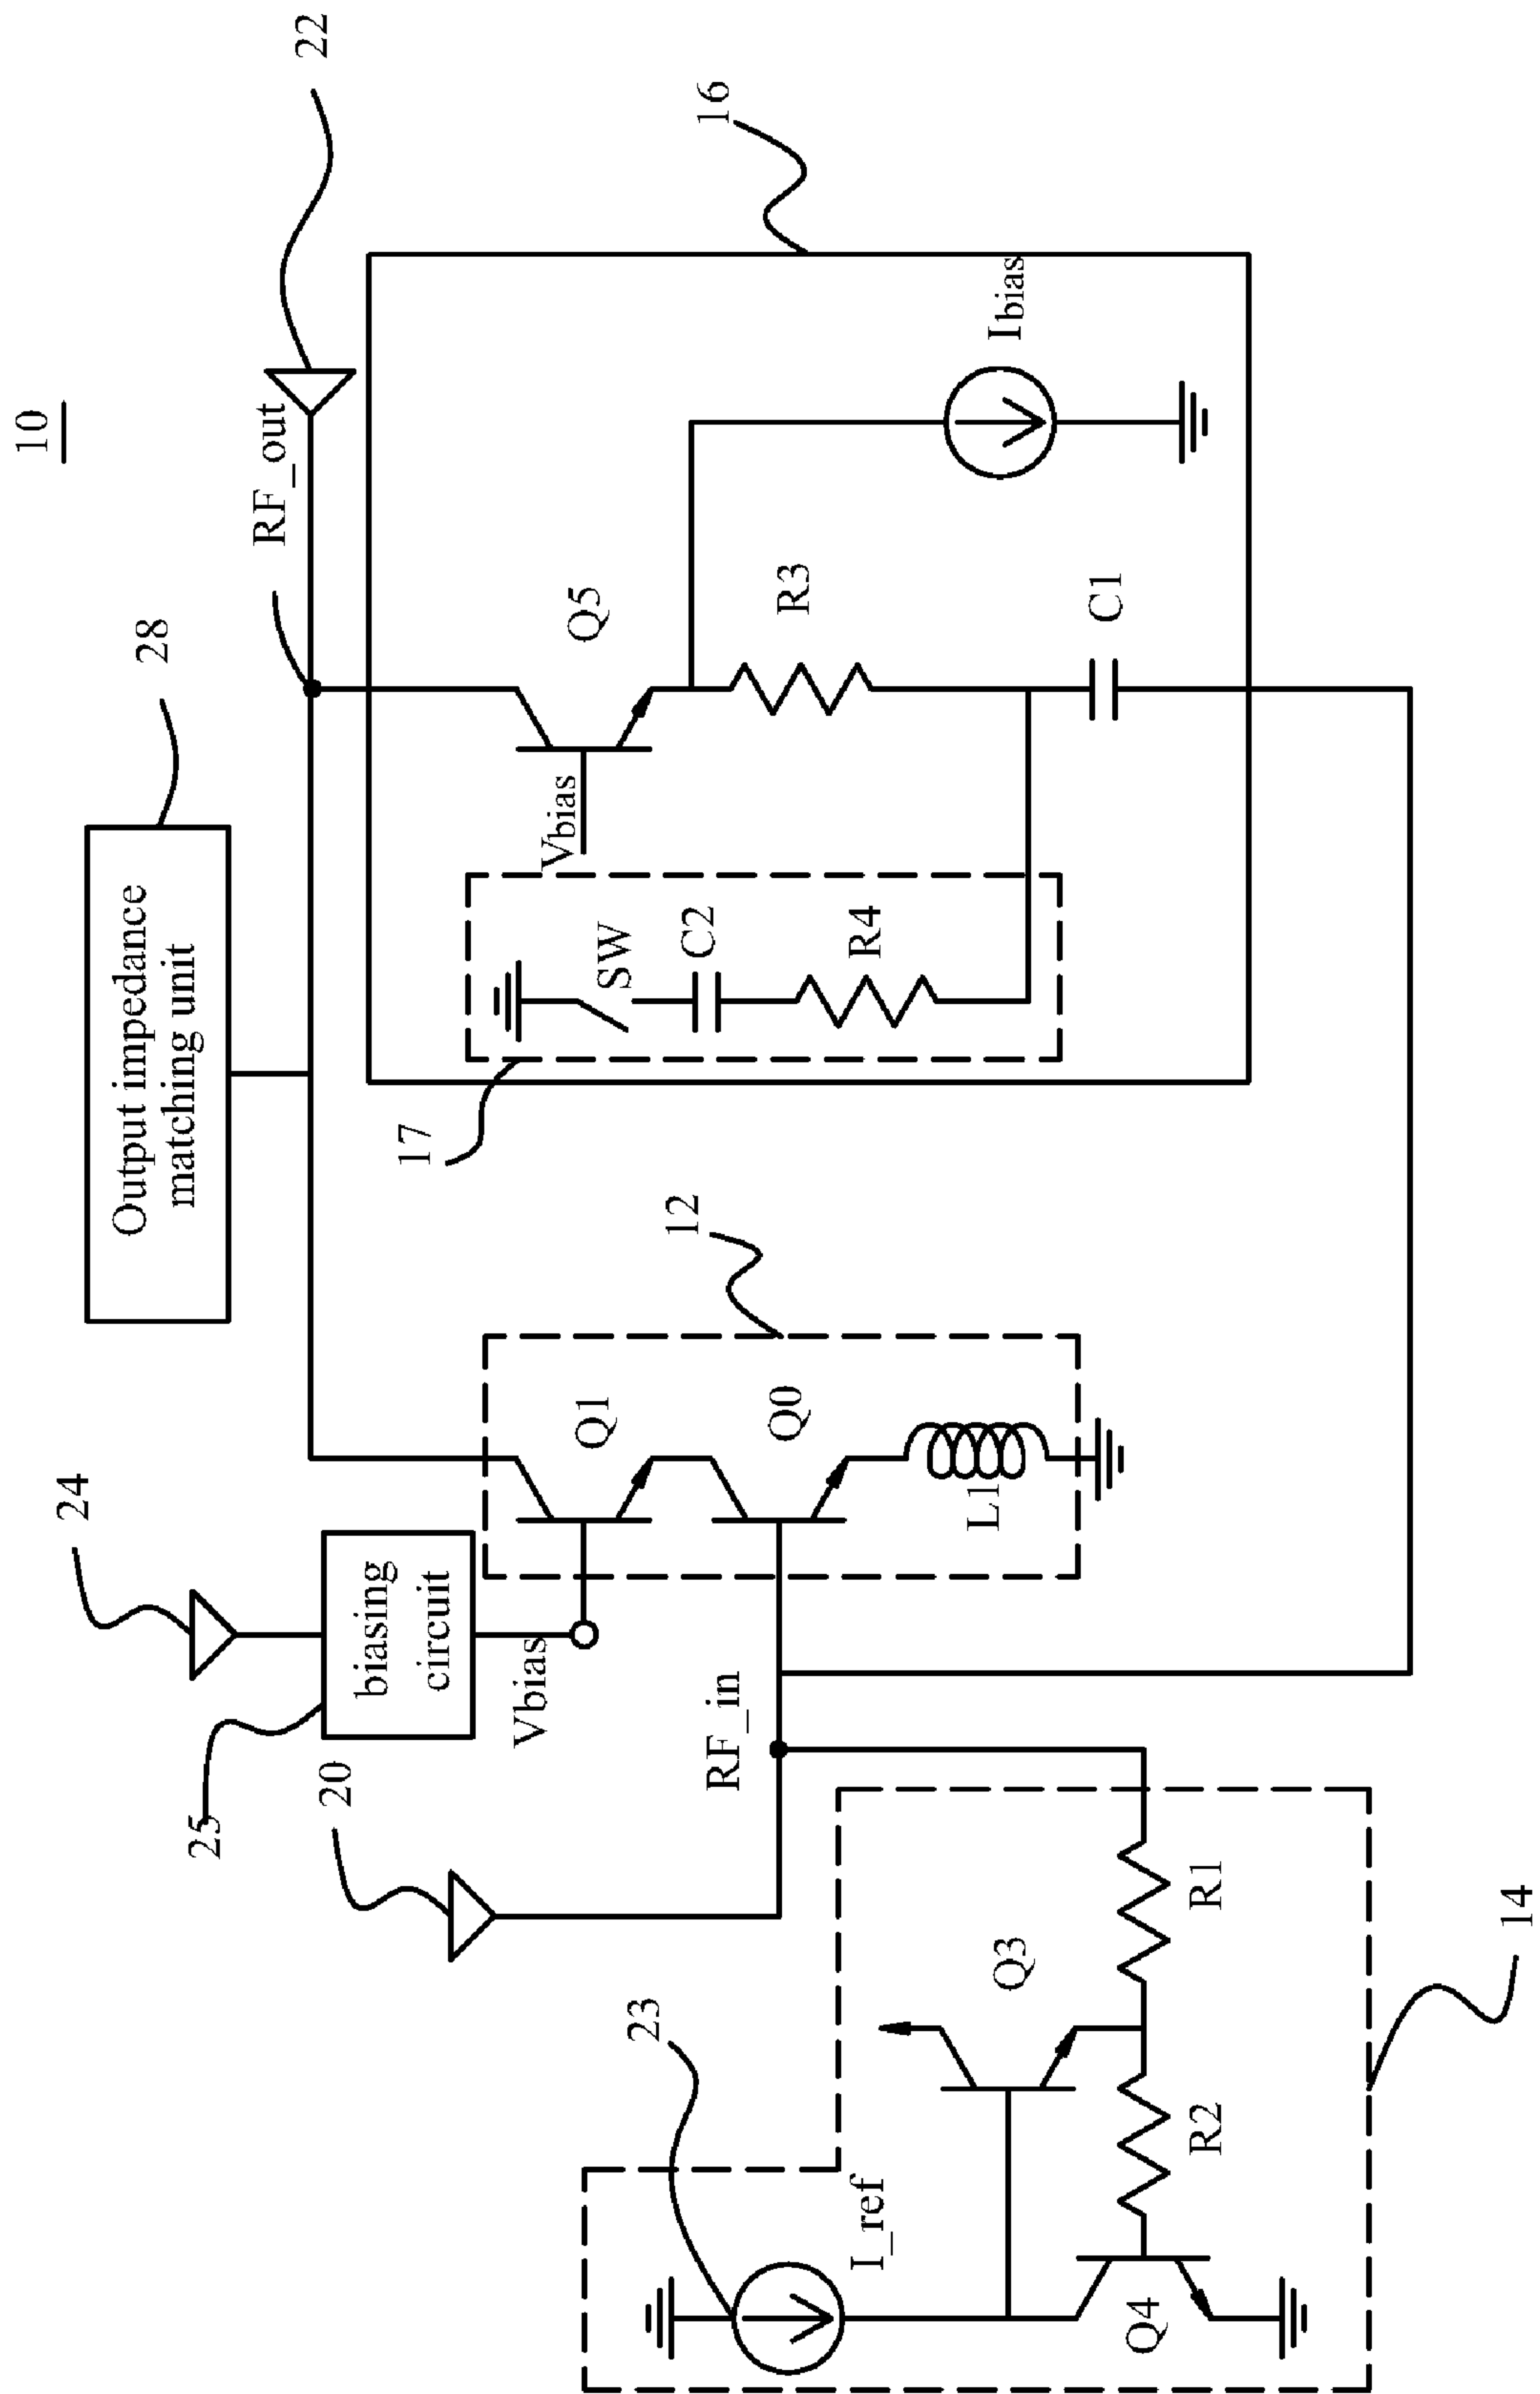 10
Output impedance
matching unit
28
22
RF_out
24
25
biasing
circuit
Vbias
20
RF_in
12
Q1
Q0
L1
16
17
Vbias
Q5
SW
C2
R4
R3
C1
Ibias
23
I_ref
Q3
Q4
R2
R1
14